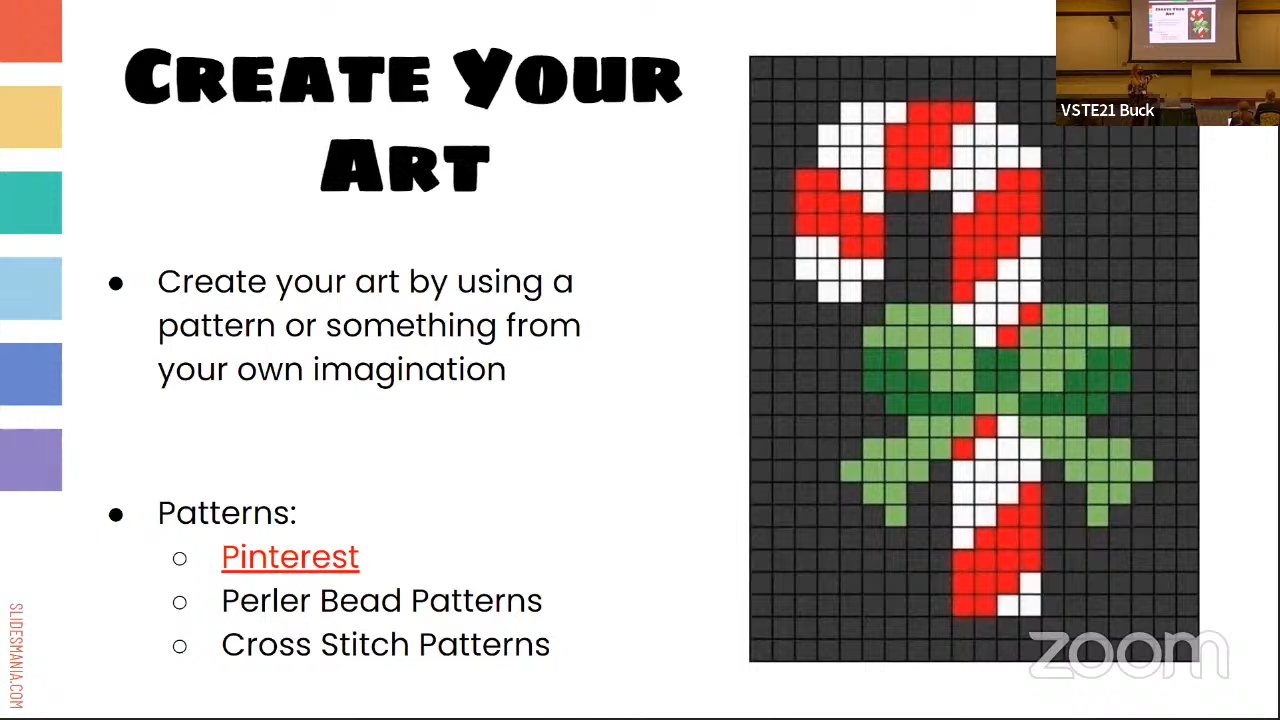 CREATE YOUR
ART
● Create your art by using a
pattern or something from
your own imagination
● Patterns:
○ Pinterest
○ Perler Bead Patterns
○ Cross Stitch Patterns
SLIDESMANIA.COM
VSTE21 Buck
zoom